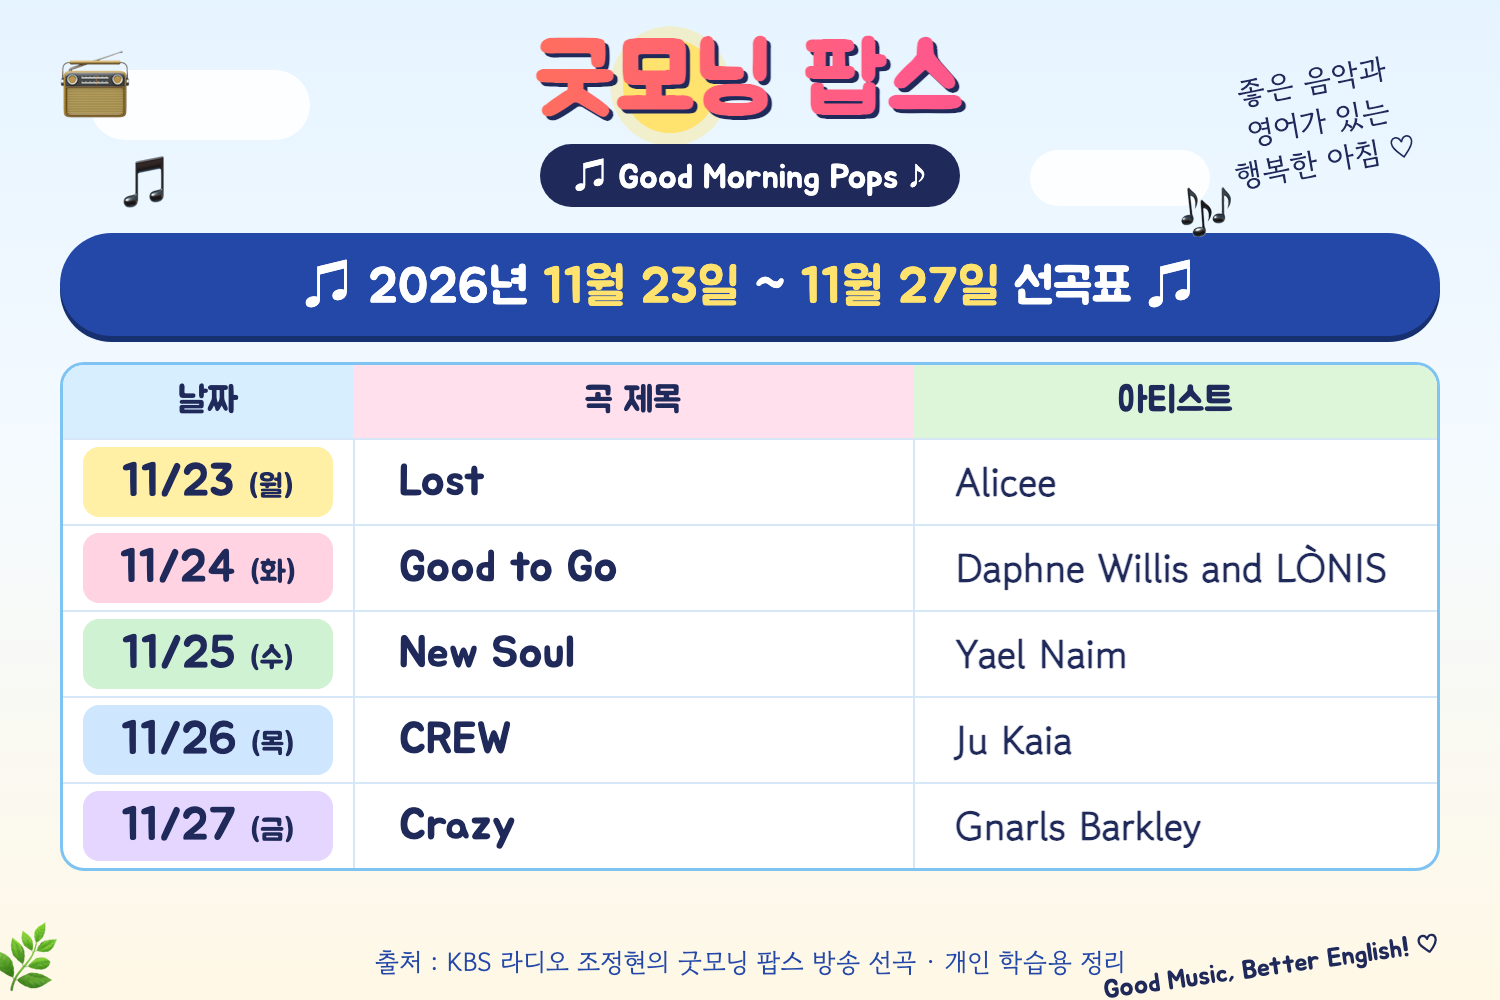 굿모닝 팝스
♫ Good Morning Pops ♪
좋은 음악과
영어가 있는
행복한 아침 ♡
♫ 2026년 11월 23일 ~ 11월 27일 선곡표 ♫
날짜 곡 제목 아티스트
11/23 (월) Lost Alicee
11/24 (화) Good to Go Daphne Willis and LÒNIS
11/25 (수) New Soul Yael Naim
11/26 (목) CREW Ju Kaia
11/27 (금) Crazy Gnarls Barkley
출처 : KBS 라디오 조정현의 굿모닝 팝스 방송 선곡 · 개인 학습용 정리
Good Music, Better English! ♡